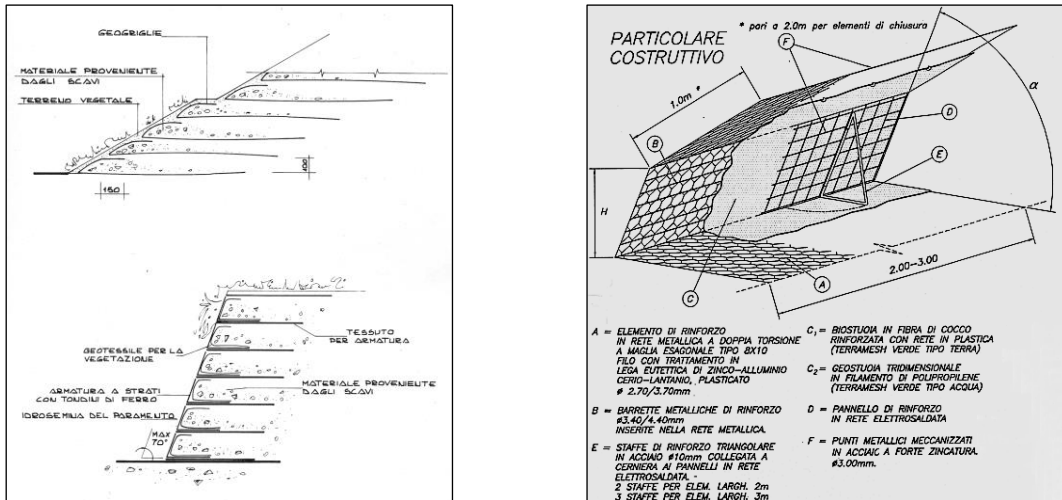 GEOGRIGLIE
MATERIALE PROVENIENTE
DAGLI SCAVI
TERRENO VEGETALE
150
100
TESSUTO
PER ARMATURA
GEOTESSILE PER LA
VEGETAZIONE
ARMATURA A STRATI
CON TONDINI DI FERRO
MATERIALE PROVENIENTE
DAGLI SCAVI
IDROSEMINA DEL PARAMENTO
MAX
70°
* pari a 2.0m per elementi di chiusura
PARTICOLARE
COSTRUTTIVO
F
1.0m *
α
D
B
E
H
2.00-3.00
C
A
A = ELEMENTO DI RINFORZO
IN RETE METALLICA A DOPPIA TORSIONE
A MAGLIA ESAGONALE TIPO 8X10
FILO CON TRATTAMENTO IN
LEGA EUTETTICA DI ZINCO-ALLUMINIO
CERIO-LANTANIO, PLASTICATO
ø 2.70/3.70mm
B = BARRETTE METALLICHE DI RINFORZO
ø3.40/4.40mm
INSERITE NELLA RETE METALLICA.
E = STAFFE DI RINFORZO TRIANGOLARE
IN ACCIAIO ø10mm COLLEGATA A
CERNIERA AI PANNELLI IN RETE
ELETTROSALDATA. -
2 STAFFE PER ELEM. LARGH. 2m
3 STAFFE PER ELEM. LARGH. 3m
C₁ = BIOSTUOIA IN FIBRA DI COCCO
RINFORZATA CON RETE IN PLASTICA
(TERRAMESH VERDE TIPO TERRA)
C₂ = GEOSTUOIA TRIDIMENSIONALE
IN FILAMENTO DI POLIPROPILENE
(TERRAMESH VERDE TIPO ACQUA)
D = PANNELLO DI RINFORZO
IN RETE ELETTROSALDATA
F = PUNTI METALLICI MECCANIZZATI
IN ACCIAIO A FORTE ZINCATURA.
ø3.00mm.